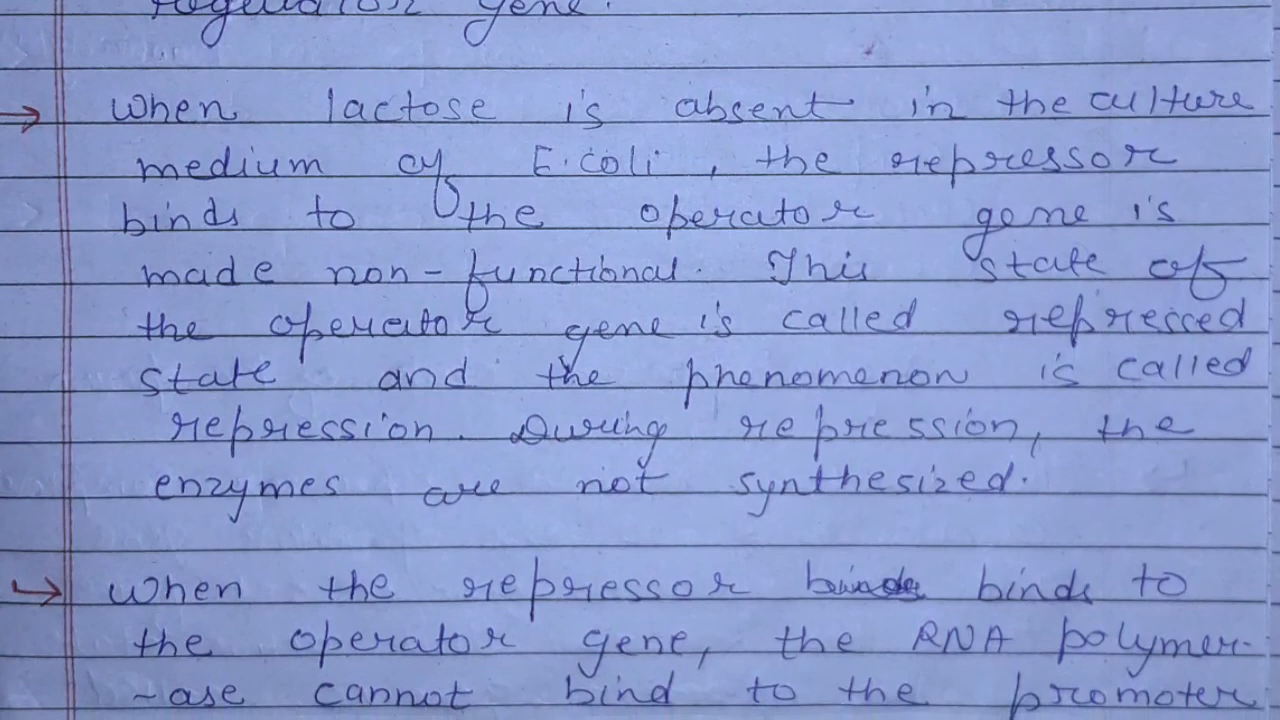 regulator gene.
→ When lactose is absent in the culture
medium of E.coli, the repressor
binds to the operator gene is
made non-functional. This state of
the operator gene is called repressed
state and the phenomenon is called
repression. During repression, the
enzymes are not synthesized.
↳ When the repressor binds binds to
the operator gene, the RNA polymer-
-ase cannot bind to the promoter